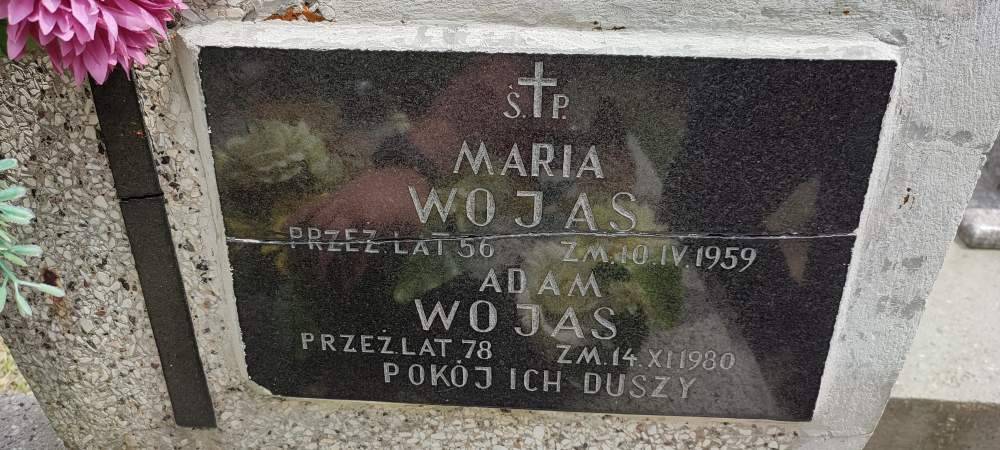 Ś.P.
MARIA
WOJAS
PRZEŻ.LAT 56 ZM.10.IV.1959
ADAM
WOJAS
PRZEŻ.LAT.78 ZM.14.XI.1980
POKÓJ ICH DUSZY